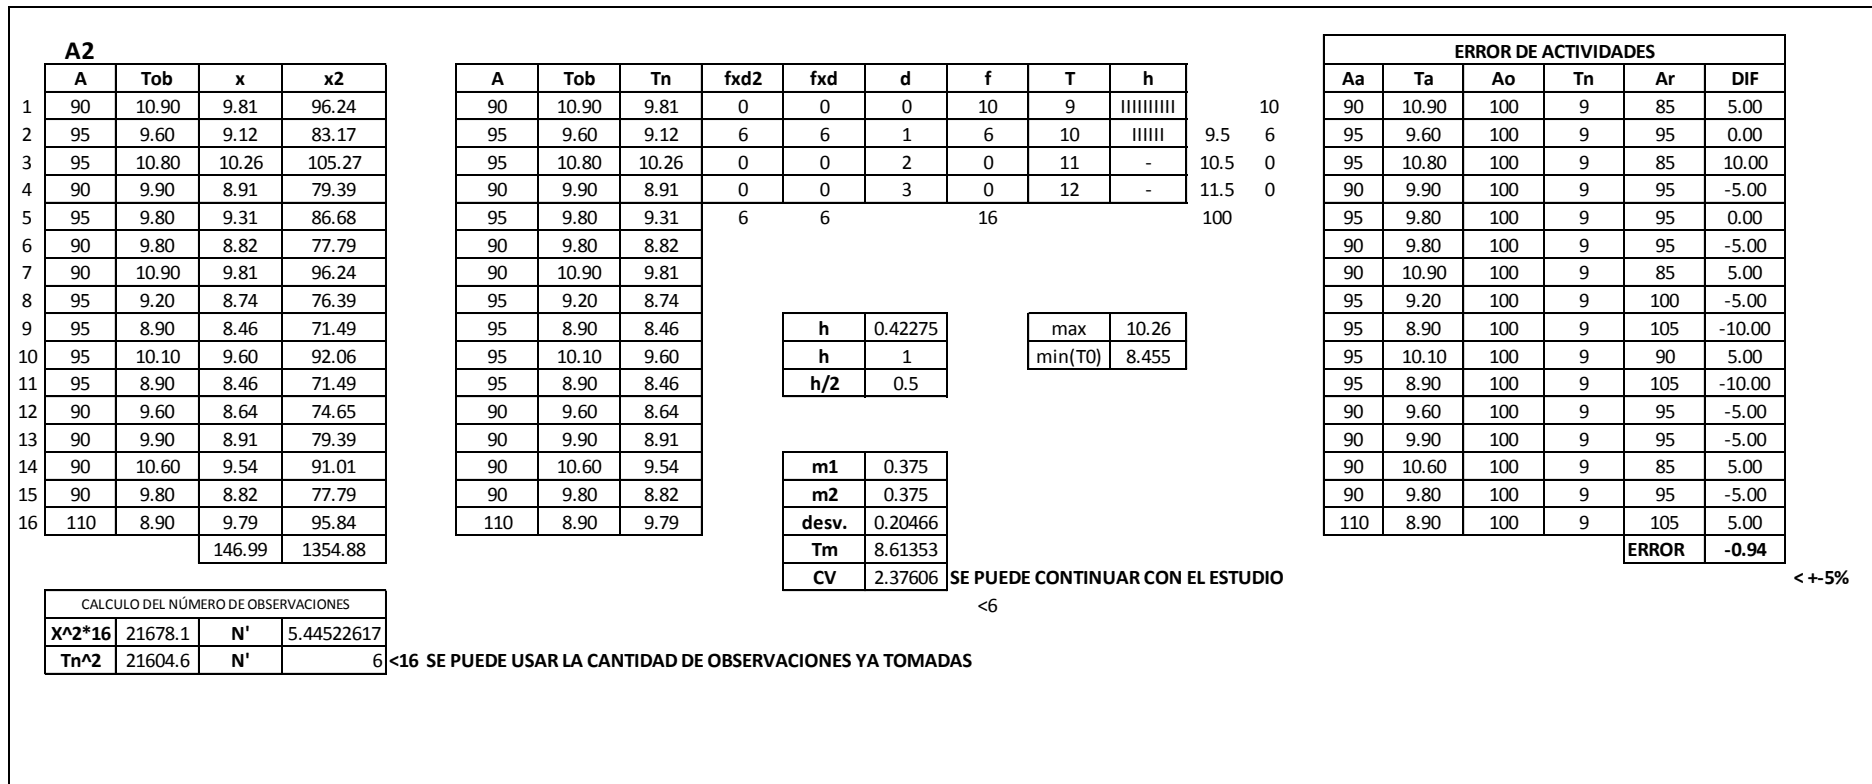 A2 ERROR DE ACTIVIDADES
A Tob x x2 A Tob Tn fxd2 fxd d f T h Aa Ta Ao Tn Ar DIF
1 90 10.90 9.81 96.24 90 10.90 9.81 0 0 0 10 9 IIIIIIIIII 10 90 10.90 100 9 85 5.00
2 95 9.60 9.12 83.17 95 9.60 9.12 6 6 1 6 10 IIIIII 9.5 6 95 9.60 100 9 95 0.00
3 95 10.80 10.26 105.27 95 10.80 10.26 0 0 2 0 11 - 10.5 0 95 10.80 100 9 85 10.00
4 90 9.90 8.91 79.39 90 9.90 8.91 0 0 3 0 12 - 11.5 0 90 9.90 100 9 95 -5.00
5 95 9.80 9.31 86.68 95 9.80 9.31 6 6 16 100 95 9.80 100 9 95 0.00
6 90 9.80 8.82 77.79 90 9.80 8.82 90 9.80 100 9 95 -5.00
7 90 10.90 9.81 96.24 90 10.90 9.81 90 10.90 100 9 85 5.00
8 95 9.20 8.74 76.39 95 9.20 8.74 95 9.20 100 9 100 -5.00
9 95 8.90 8.46 71.49 95 8.90 8.46 h 0.42275 max 10.26 95 8.90 100 9 105 -10.00
10 95 10.10 9.60 92.06 95 10.10 9.60 h 1 min(T0) 8.455 95 10.10 100 9 90 5.00
11 95 8.90 8.46 71.49 95 8.90 8.46 h/2 0.5 95 8.90 100 9 105 -10.00
12 90 9.60 8.64 74.65 90 9.60 8.64 90 9.60 100 9 95 -5.00
13 90 9.90 8.91 79.39 90 9.90 8.91 90 9.90 100 9 95 -5.00
14 90 10.60 9.54 91.01 90 10.60 9.54 m1 0.375 90 10.60 100 9 85 5.00
15 90 9.80 8.82 77.79 90 9.80 8.82 m2 0.375 90 9.80 100 9 95 -5.00
16 110 8.90 9.79 95.84 110 8.90 9.79 desv. 0.20466 110 8.90 100 9 105 5.00
146.99 1354.88 Tm 8.61353 ERROR -0.94
CV 2.37606 SE PUEDE CONTINUAR CON EL ESTUDIO < +-5%
CALCULO DEL NÚMERO DE OBSERVACIONES <6
X^2*16 21678.1 N' 5.44522617
Tn^2 21604.6 N' 6 <16 SE PUEDE USAR LA CANTIDAD DE OBSERVACIONES YA TOMADAS